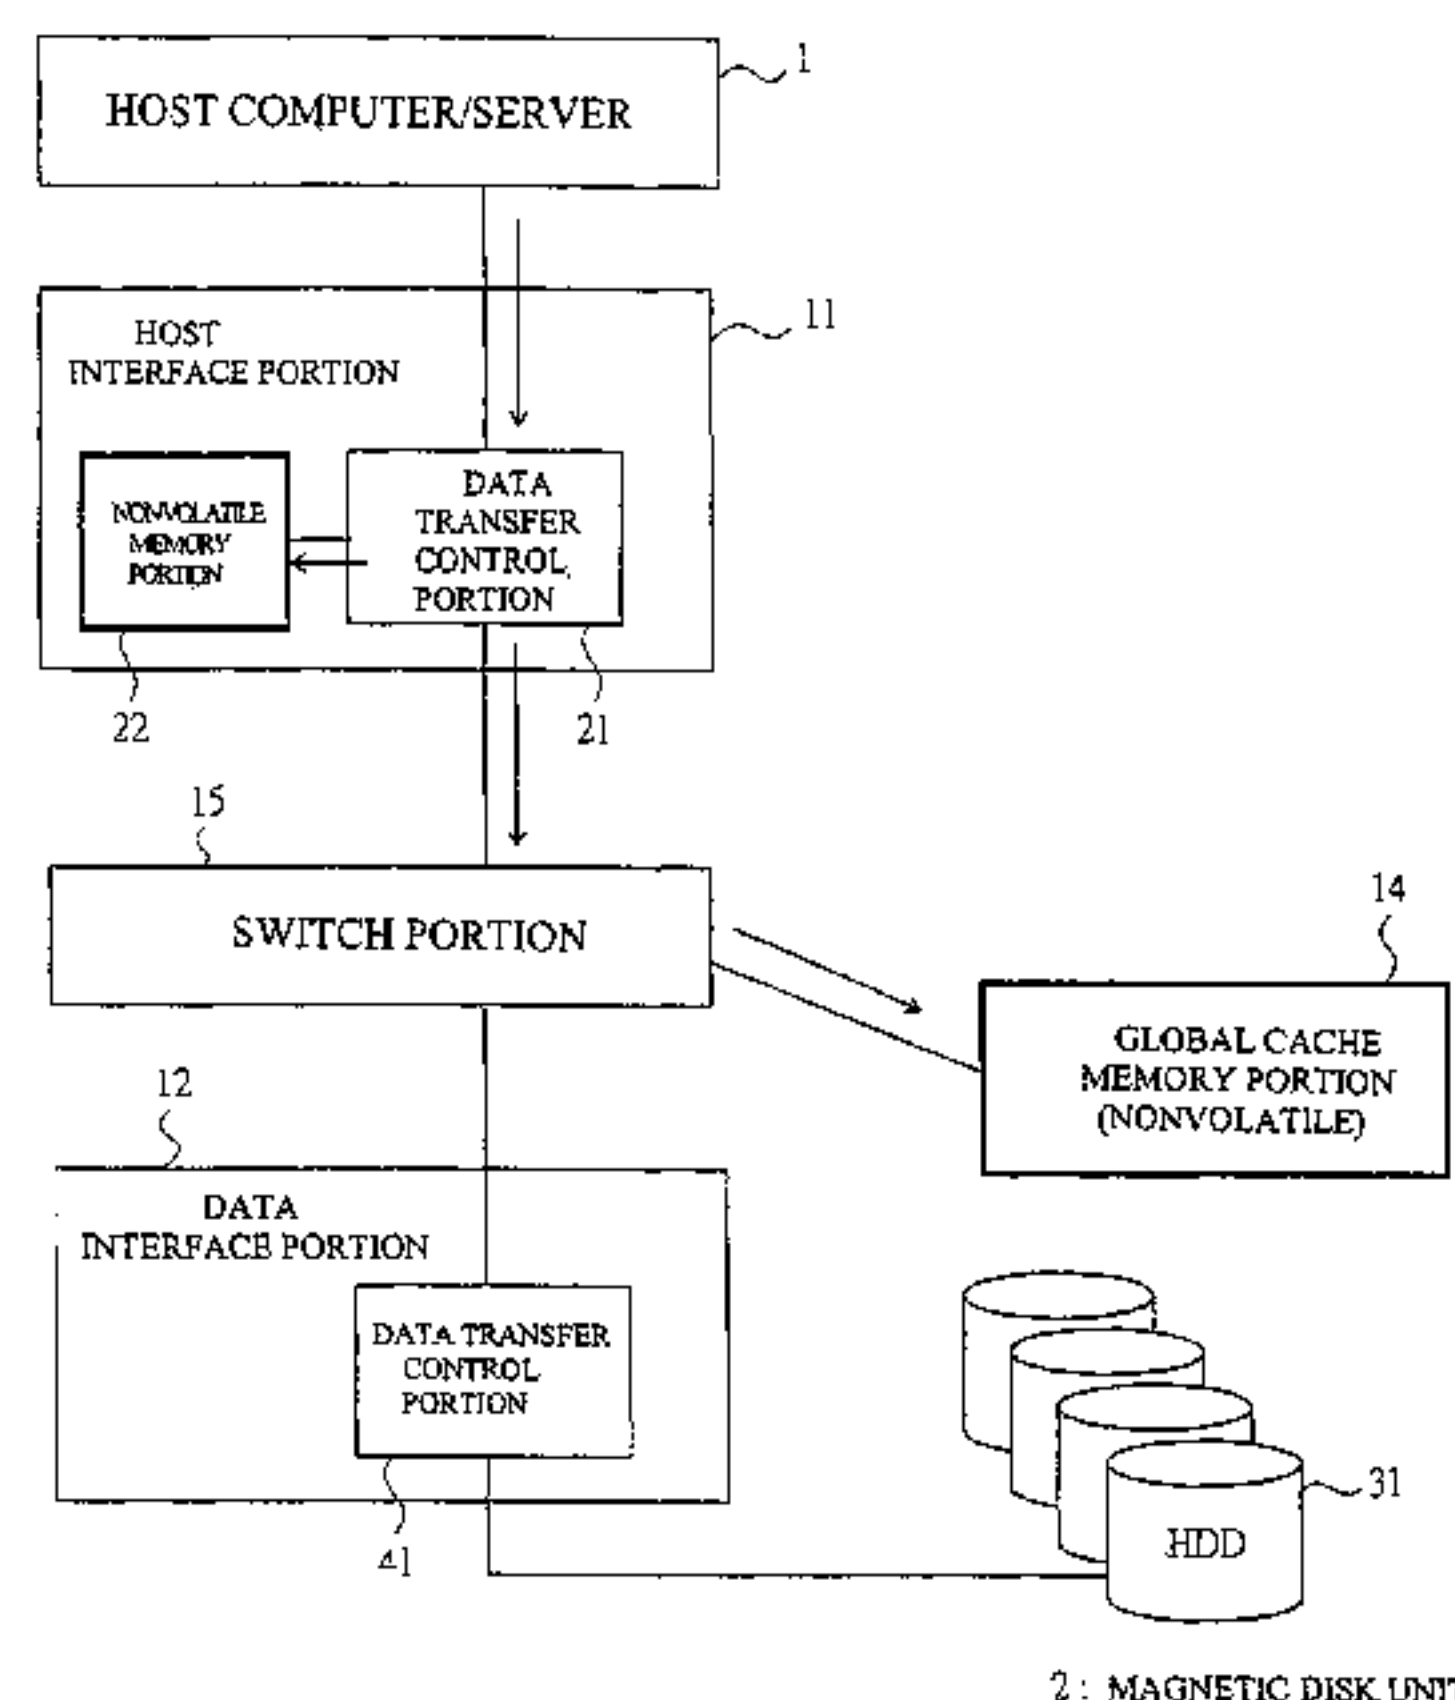 1
HOST COMPUTER/SERVER
11
HOST
INTERFACE PORTION
NONVOLATILE
MEMORY
PORTION
DATA
TRANSFER
CONTROL
PORTION
22
21
15
SWITCH PORTION
14
GLOBAL CACHE
MEMORY PORTION
(NONVOLATILE)
12
DATA
INTERFACE PORTION
DATA TRANSFER
CONTROL
PORTION
41
31
HDD
2: MAGNETIC DISK UNIT